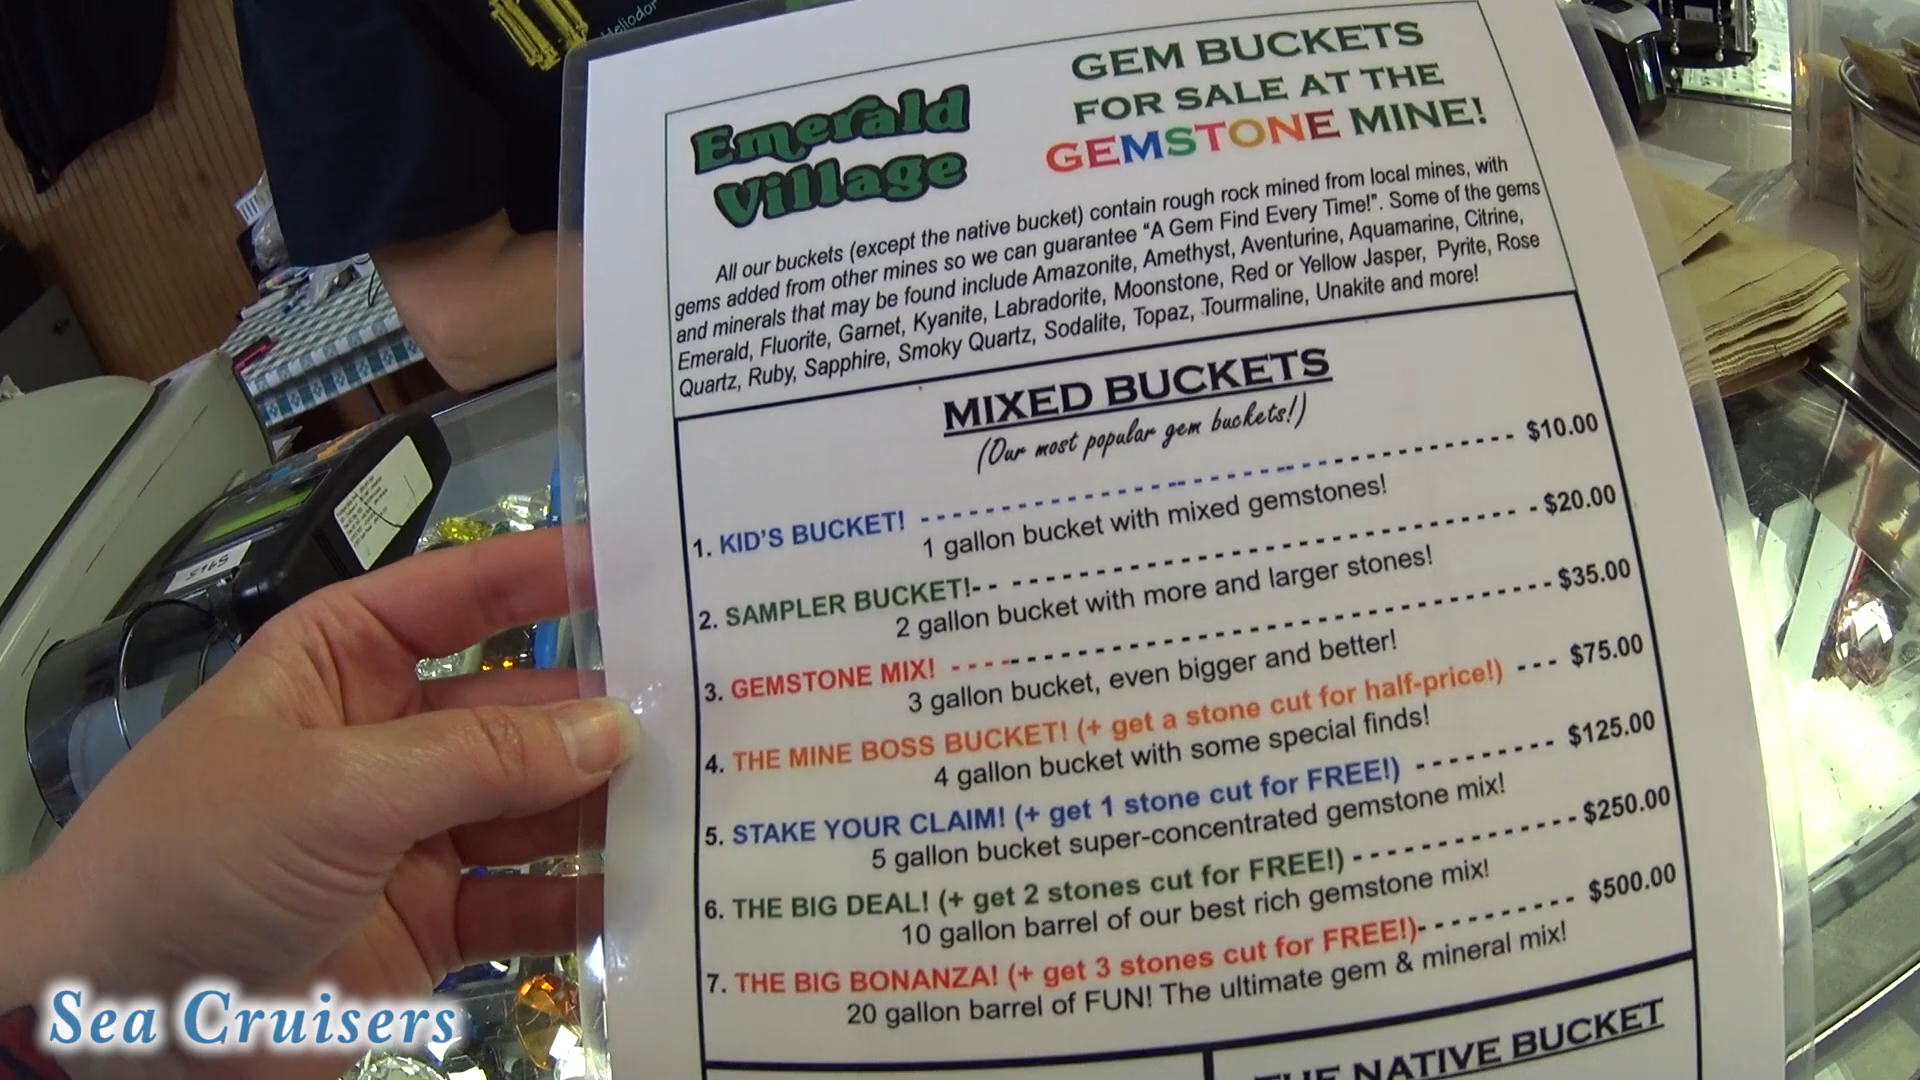 Heliodor
Emerald
Village
GEM BUCKETS
FOR SALE AT THE
GEMSTONE MINE!
All our buckets (except the native bucket) contain rough rock mined from local mines, with
gems added from other mines so we can guarantee "A Gem Find Every Time!". Some of the gems
and minerals that may be found include Amazonite, Amethyst, Aventurine, Aquamarine, Citrine,
Emerald, Fluorite, Garnet, Kyanite, Labradorite, Moonstone, Red or Yellow Jasper, Pyrite, Rose
Quartz, Ruby, Sapphire, Smoky Quartz, Sodalite, Topaz, Tourmaline, Unakite and more!
MIXED BUCKETS
(Our most popular gem buckets!)
1. KID'S BUCKET! - - - - - - - - - - - - - - - - - - - - - - - - - - - - $10.00
1 gallon bucket with mixed gemstones!
2. SAMPLER BUCKET!- - - - - - - - - - - - - - - - - - - - - - - - - - - - $20.00
2 gallon bucket with more and larger stones!
3. GEMSTONE MIX! - - - - - - - - - - - - - - - - - - - - - - - - - - - - $35.00
3 gallon bucket, even bigger and better!
4. THE MINE BOSS BUCKET! (+ get a stone cut for half-price!) - - - $75.00
4 gallon bucket with some special finds!
5. STAKE YOUR CLAIM! (+ get 1 stone cut for FREE!) - - - - - - - - - $125.00
5 gallon bucket super-concentrated gemstone mix!
6. THE BIG DEAL! (+ get 2 stones cut for FREE!) - - - - - - - - - - - - - - $250.00
10 gallon barrel of our best rich gemstone mix!
7. THE BIG BONANZA! (+ get 3 stones cut for FREE!)- - - - - - - - - - $500.00
20 gallon barrel of FUN! The ultimate gem & mineral mix!
THE NATIVE BUCKET
Sea Cruisers